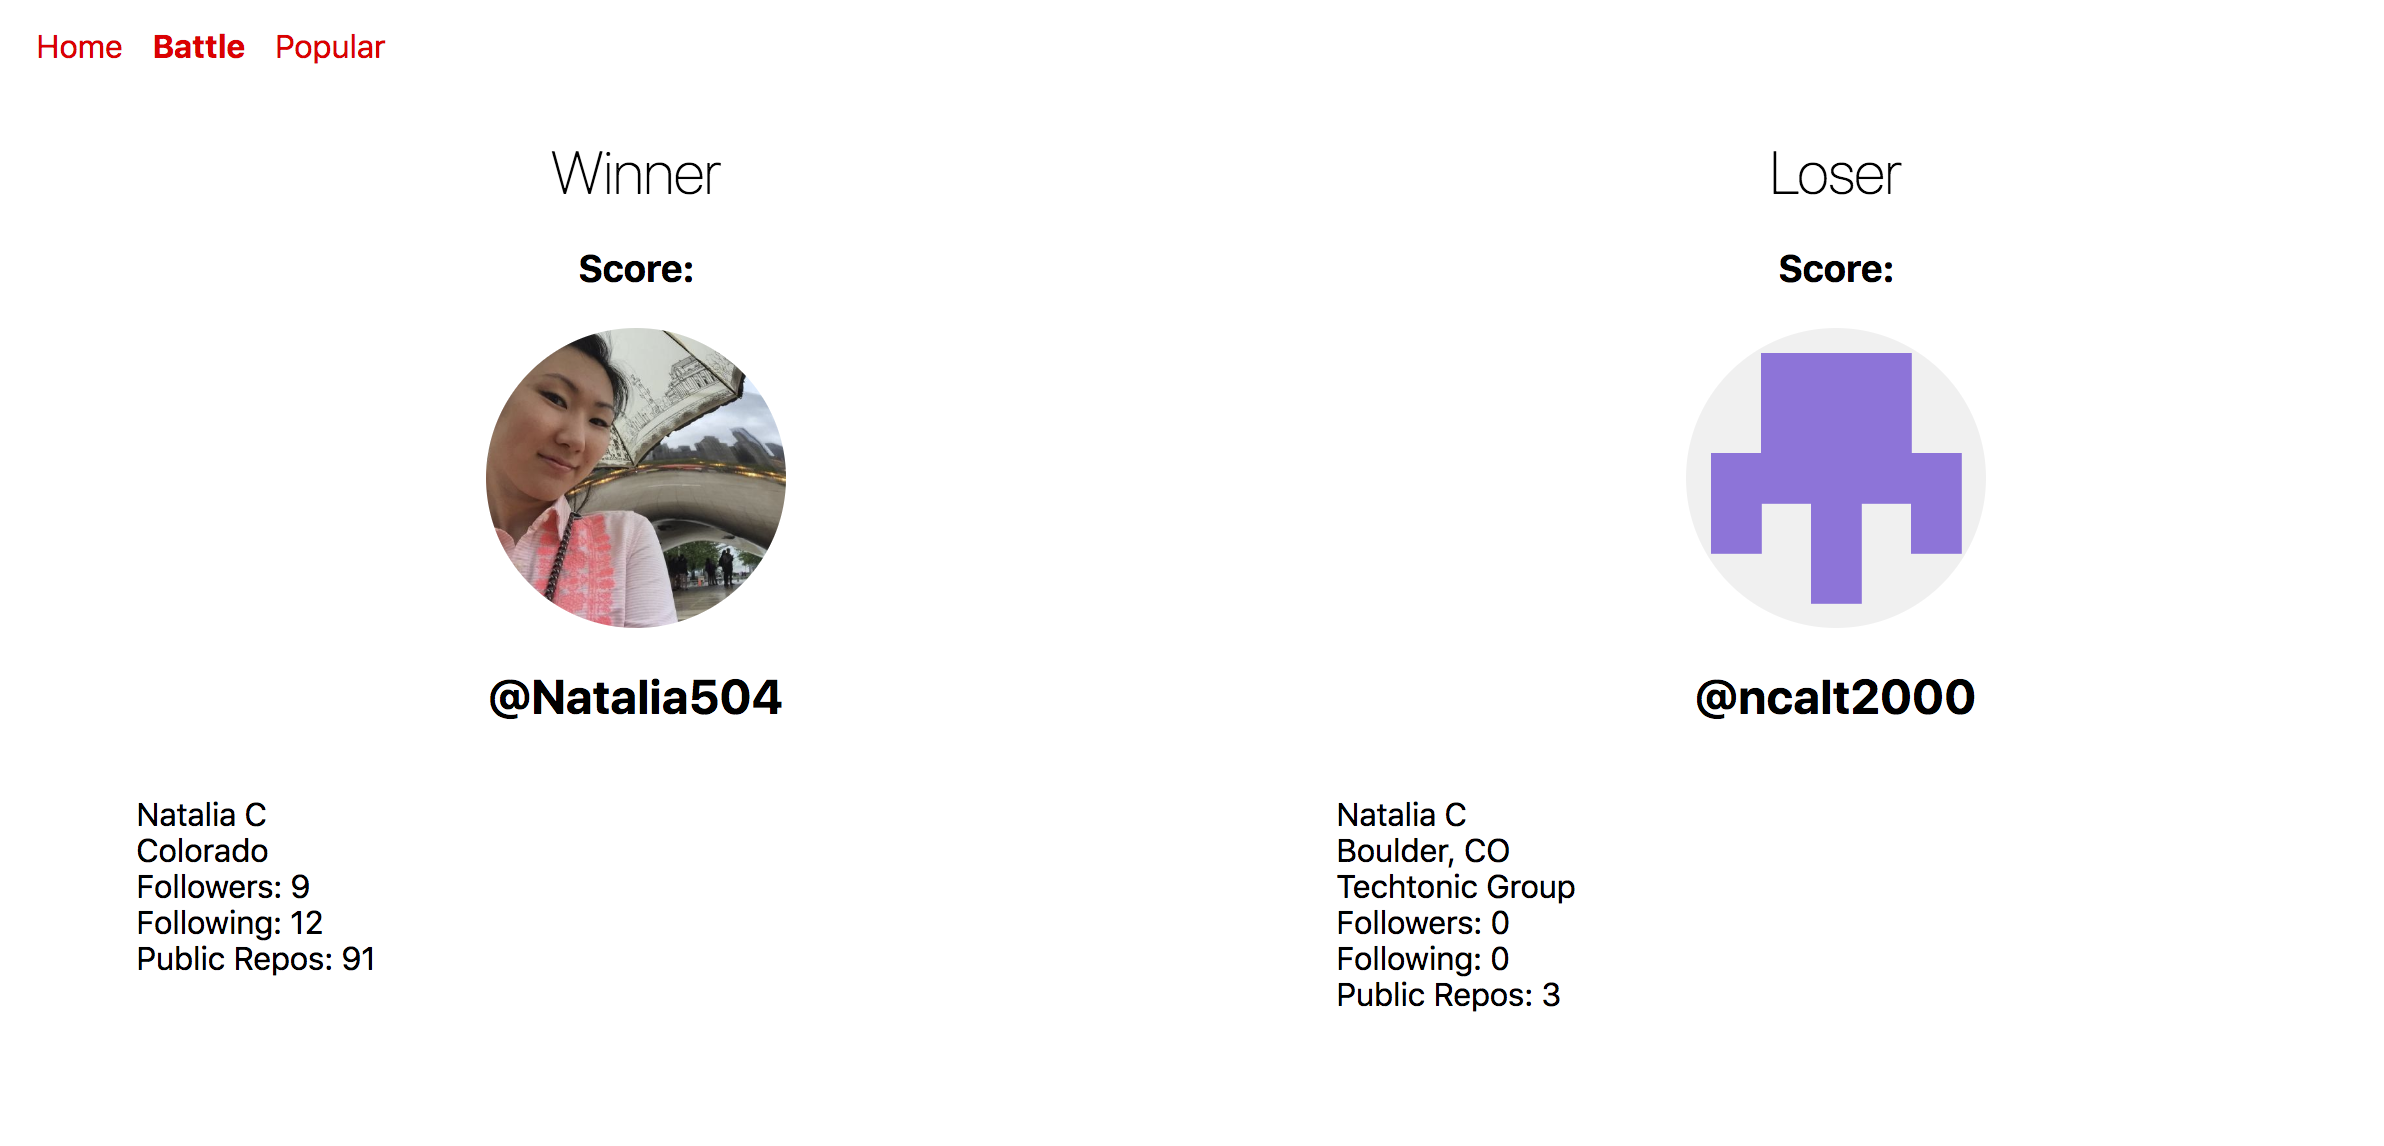 Home Battle Popular
Winner
Score:
@Natalia504
Natalia C
Colorado
Followers: 9
Following: 12
Public Repos: 91
Loser
Score:
@ncalt2000
Natalia C
Boulder, CO
Techtonic Group
Followers: 0
Following: 0
Public Repos: 3